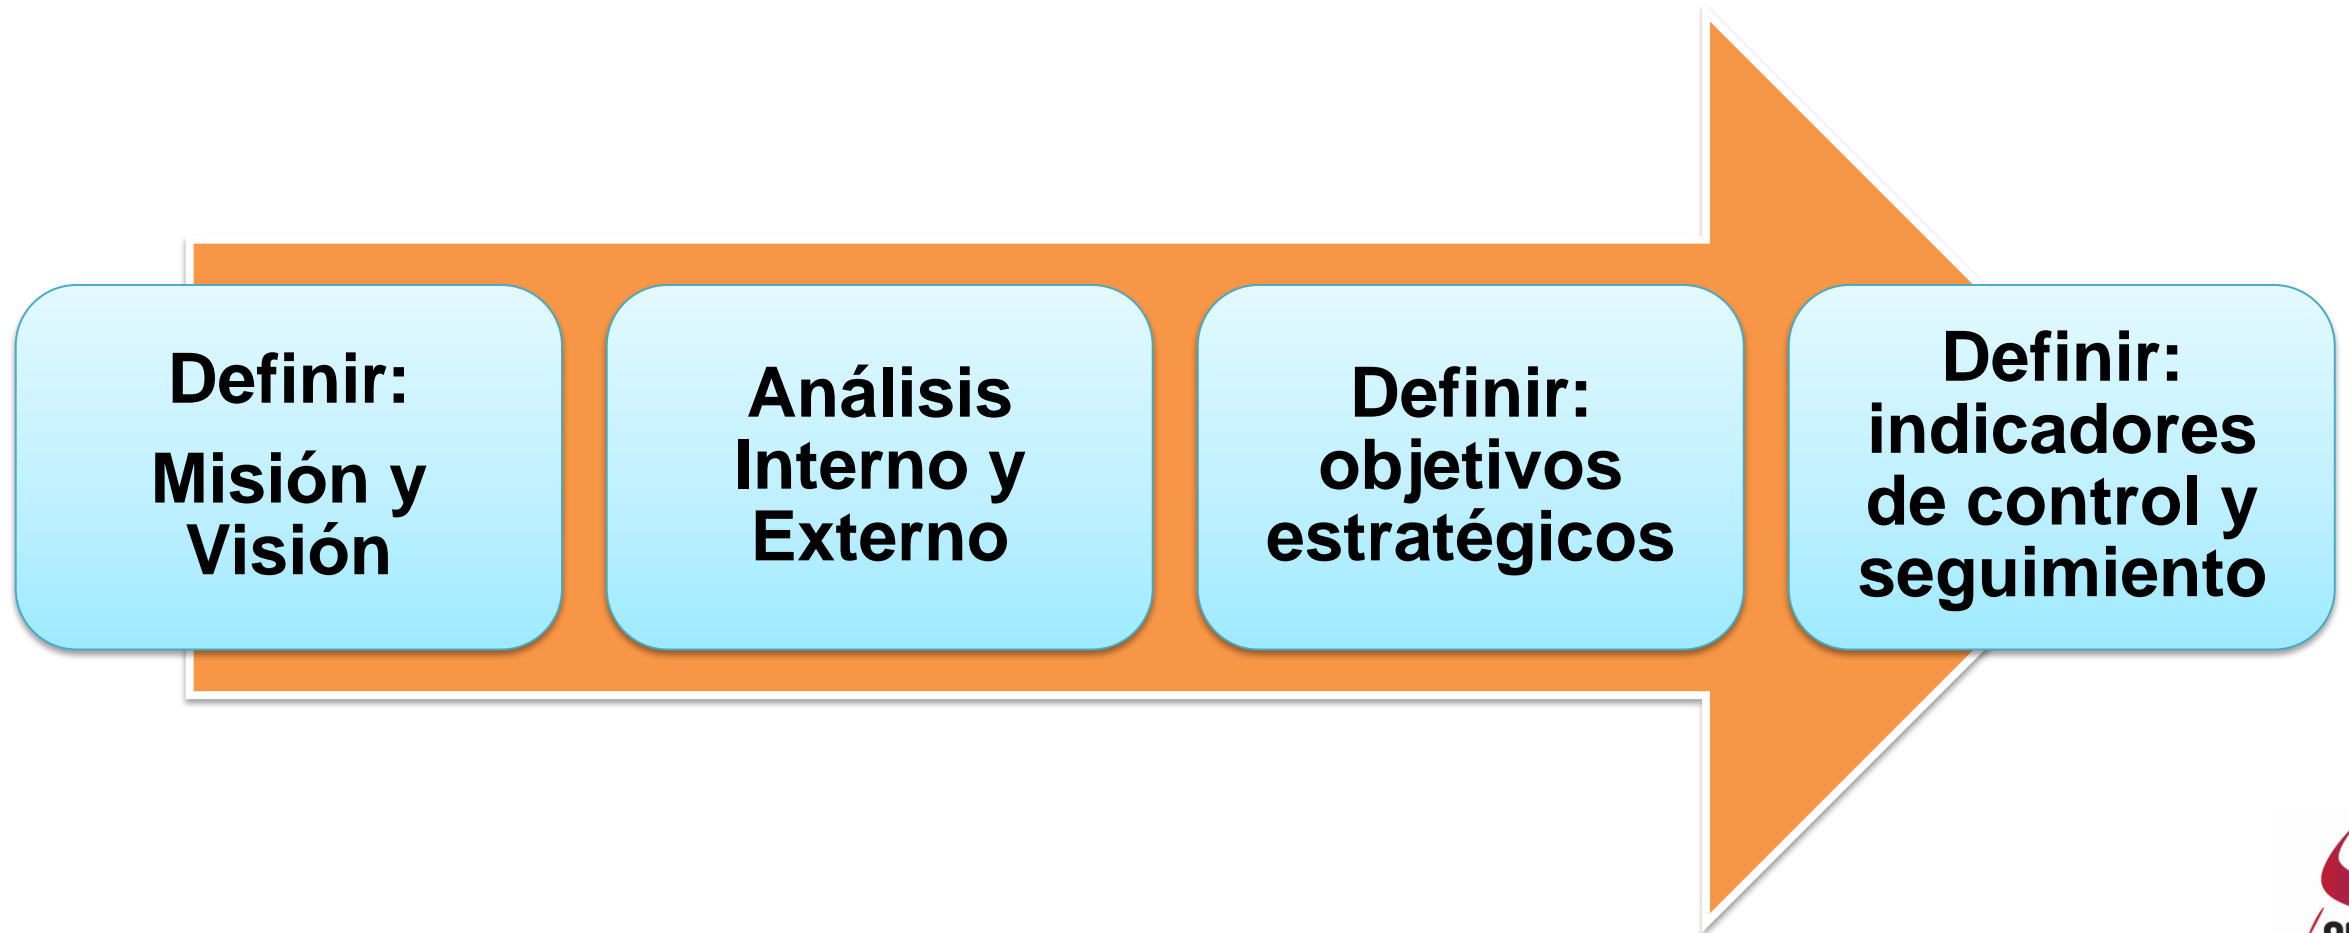 Definir:
Misión y
Visión
Análisis
Interno y
Externo
Definir:
objetivos
estratégicos
Definir:
indicadores
de control y
seguimiento